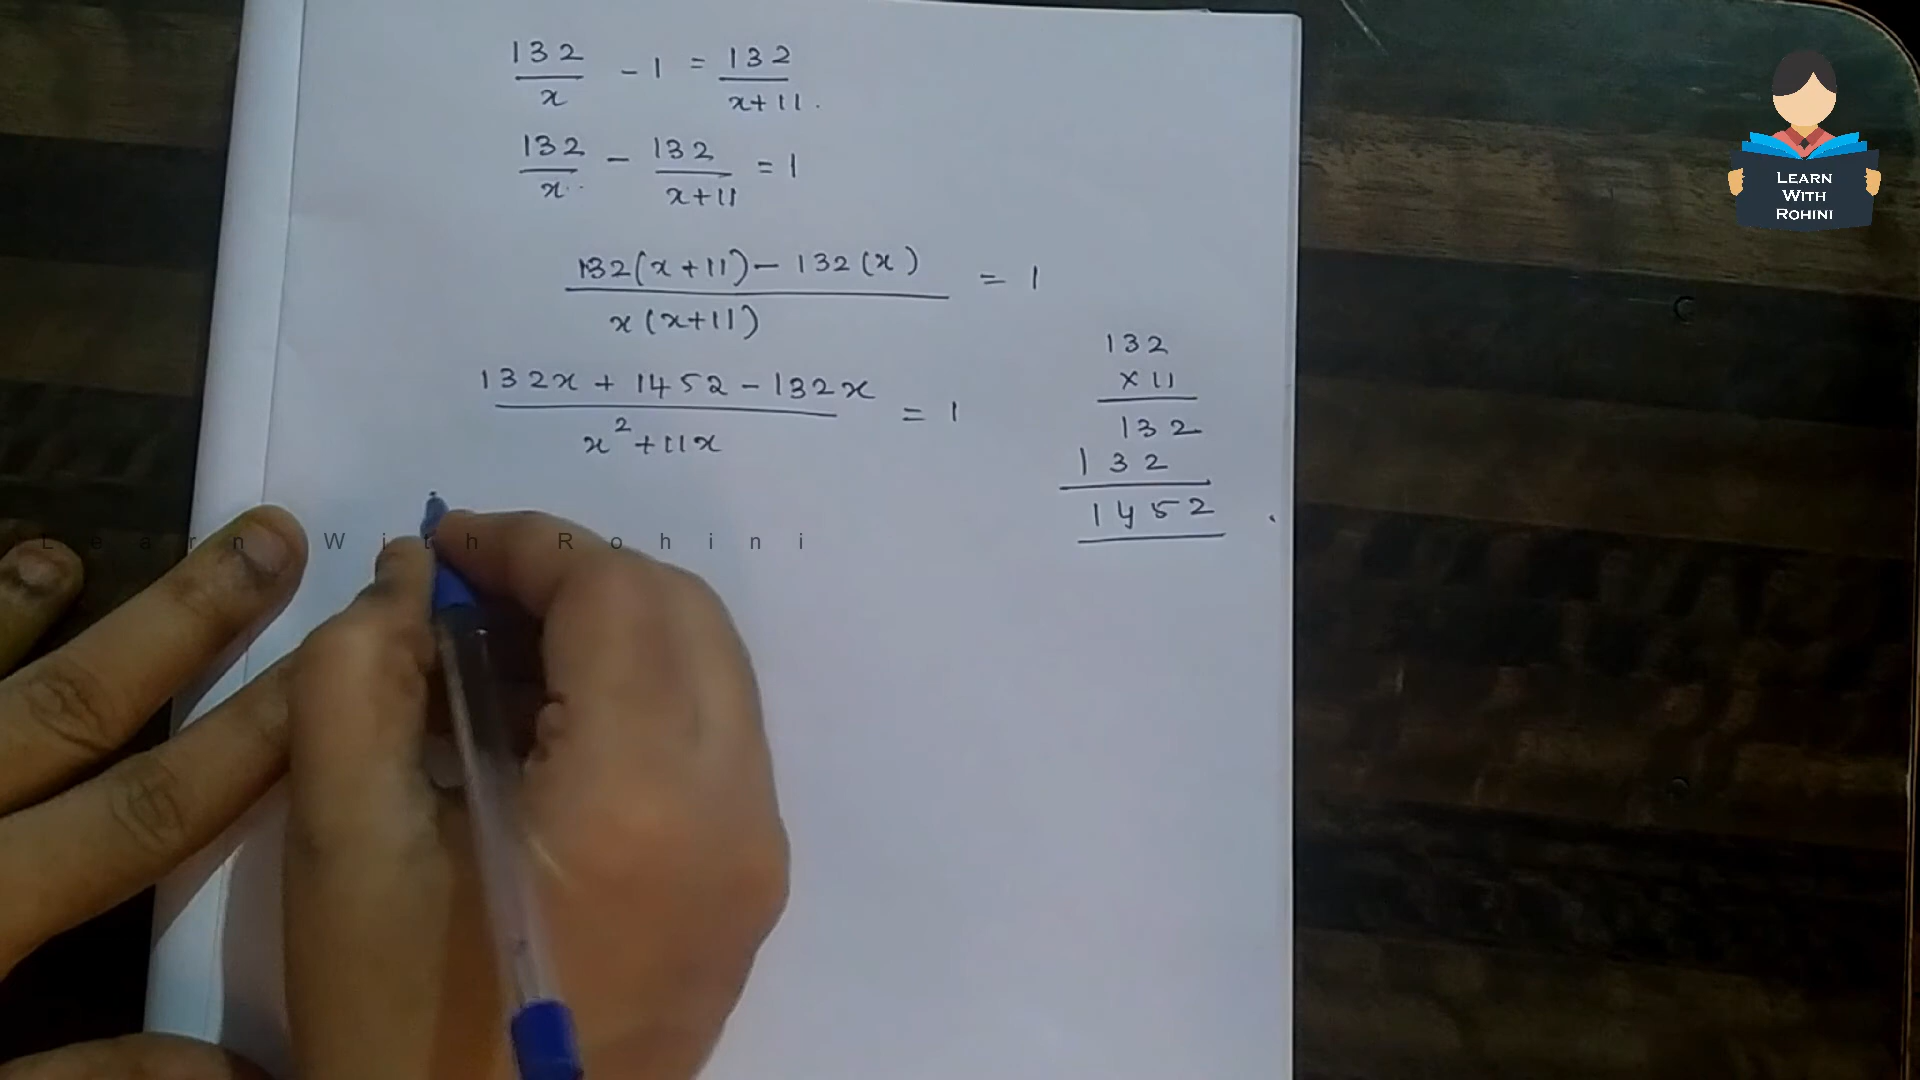 132/x - 1 = 132/x+11.
132/x - 132/x+11 = 1
132(x+11) - 132(x) / x(x+11) = 1
132x + 1452 - 132x / x²+11x = 1
132
x 11
132
132
1452
Learn With Rohini
LEARN
WITH
ROHINI